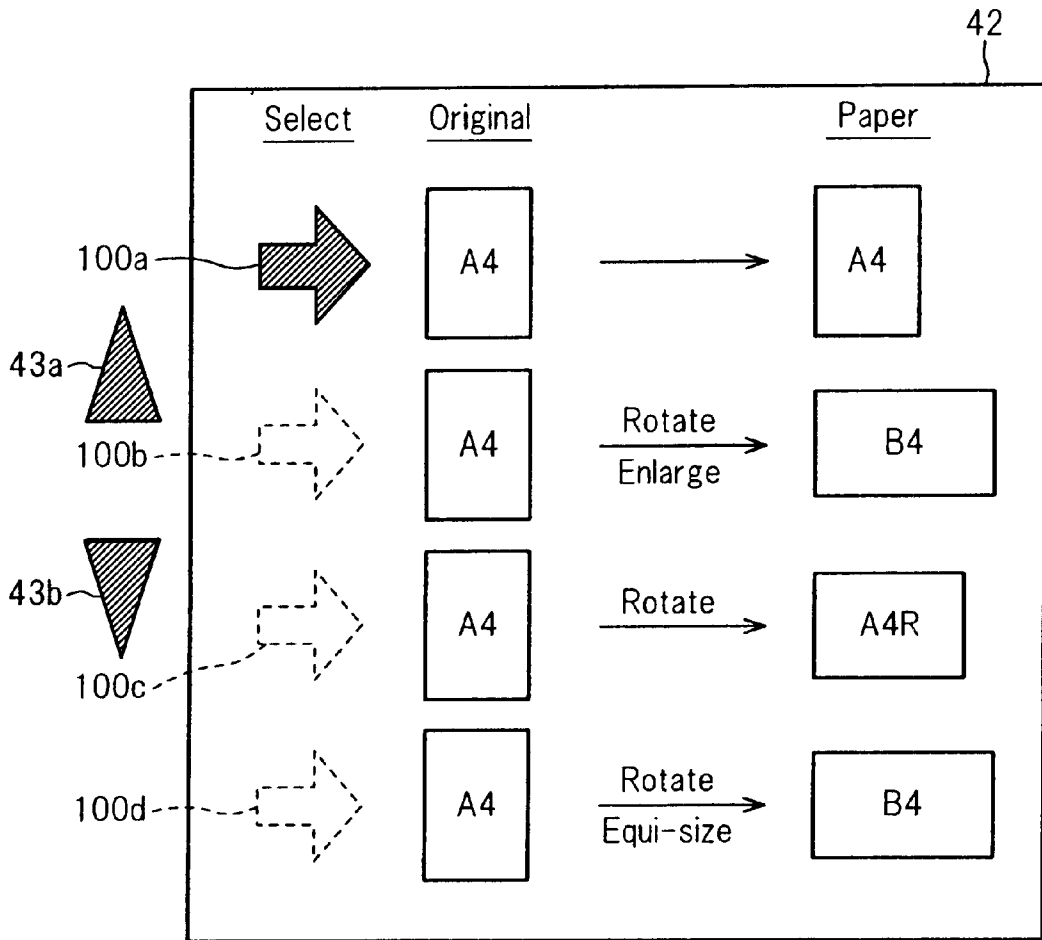 42
Select Original Paper
100a A4 A4
43a
100b A4 Rotate Enlarge B4
43b
100c A4 Rotate A4R
100d A4 Rotate Equi-size B4